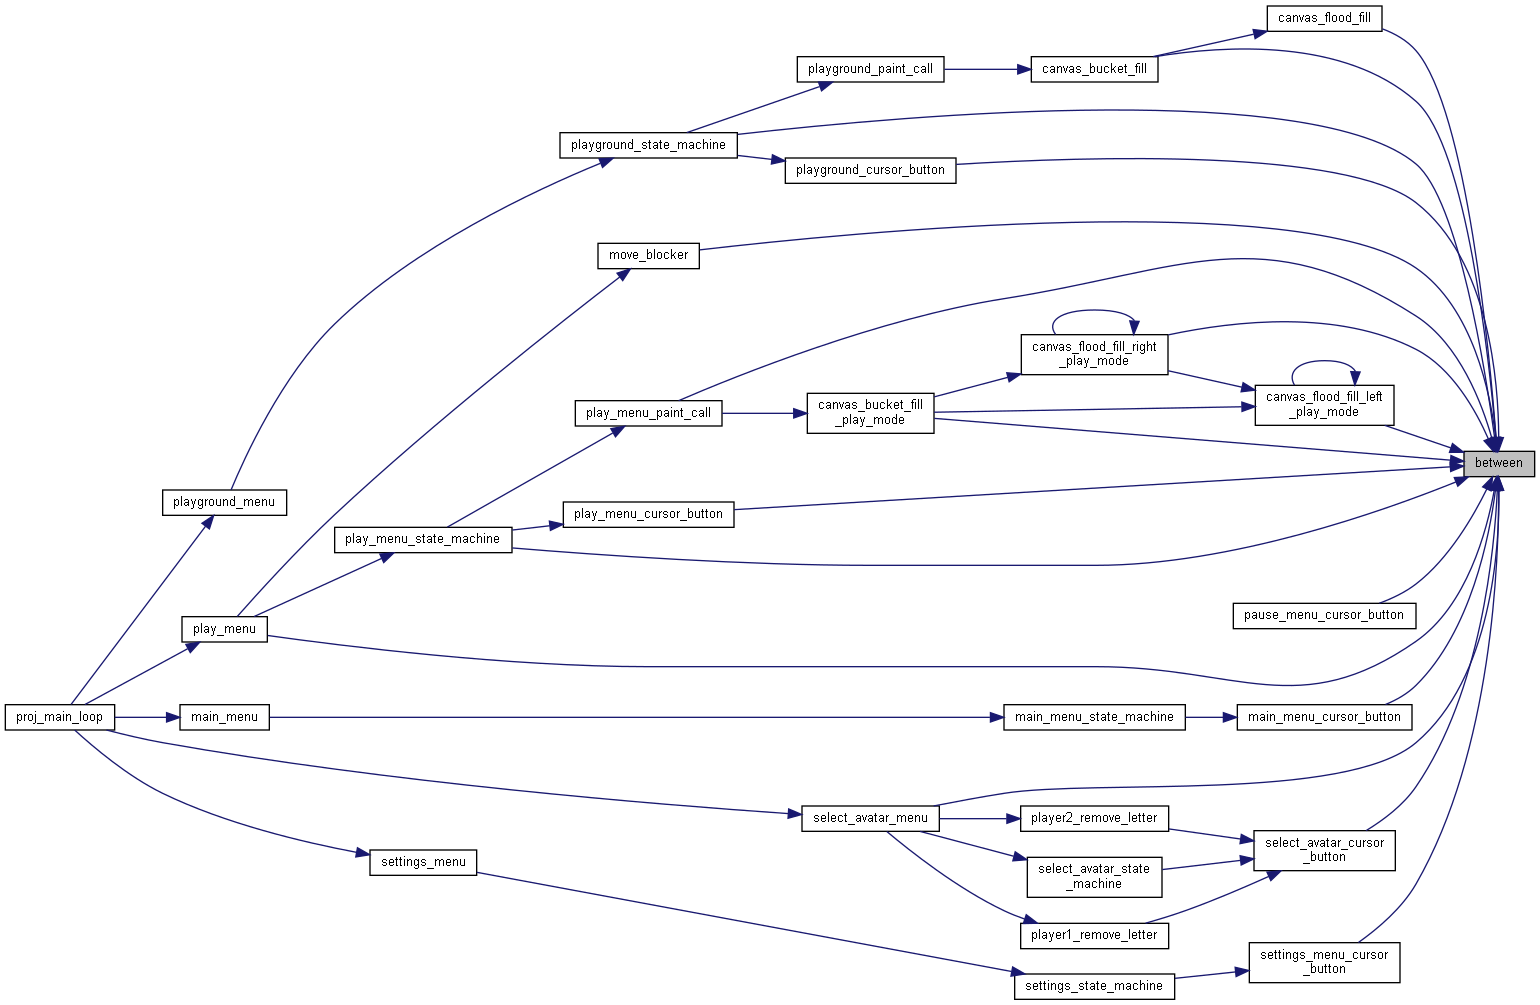 canvas_flood_fill
playground_paint_call
canvas_bucket_fill
playground_state_machine
playground_cursor_button
move_blocker
canvas_flood_fill_right
_play_mode
canvas_flood_fill_left
_play_mode
play_menu_paint_call
canvas_bucket_fill
_play_mode
between
playground_menu
play_menu_cursor_button
play_menu_state_machine
pause_menu_cursor_button
play_menu
proj_main_loop
main_menu
main_menu_state_machine
main_menu_cursor_button
select_avatar_menu
player2_remove_letter
select_avatar_cursor
_button
settings_menu
select_avatar_state
_machine
player1_remove_letter
settings_menu_cursor
_button
settings_state_machine